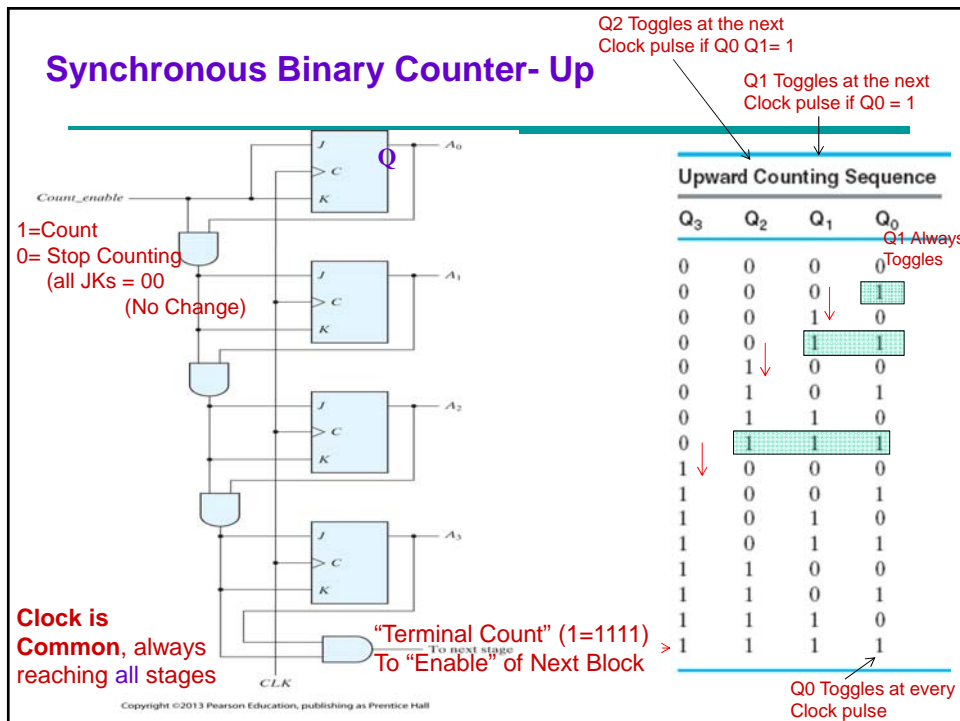 Synchronous Binary Counter- Up
Q2 Toggles at the next
Clock pulse if Q0 Q1= 1
Q1 Toggles at the next
Clock pulse if Q0 = 1
Count_enable
1=Count
0= Stop Counting
(all JKs = 00
(No Change)
J
C
K
Q
A0
J
C
K
A1
J
C
K
A2
J
C
K
A3
Clock is
Common, always
reaching all stages
CLK
"Terminal Count" (1=1111)
To next stage
To "Enable" of Next Block
Copyright ©2013 Pearson Education, publishing as Prentice Hall
Upward Counting Sequence
Q3 Q2 Q1 Q0
Q1 Always
Toggles
0 0 0 0
0 0 0 1
0 0 1 0
0 0 1 1
0 1 0 0
0 1 0 1
0 1 1 0
0 1 1 1
1 0 0 0
1 0 0 1
1 0 1 0
1 0 1 1
1 1 0 0
1 1 0 1
1 1 1 0
1 1 1 1
Q0 Toggles at every
Clock pulse